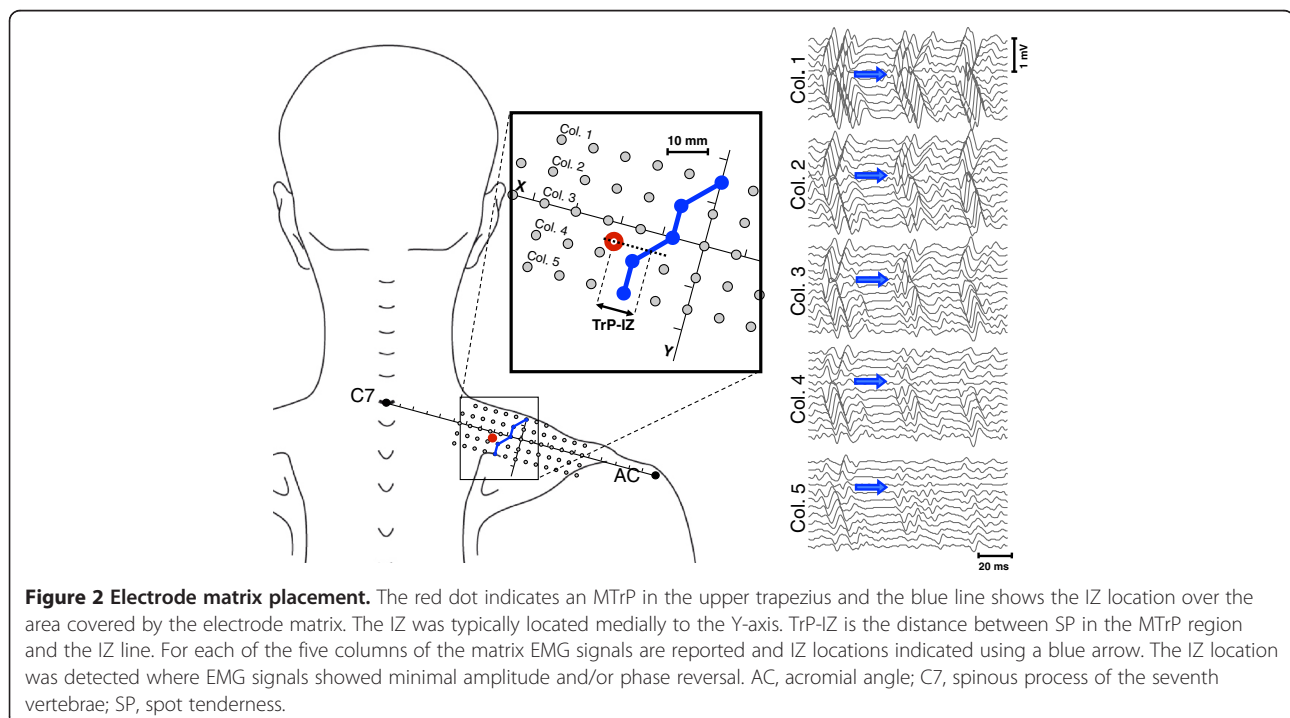 Col. 1
Col. 2
Col. 3
Col. 4
Col. 5
X
Y
10 mm
TrP-IZ
C7
AC
Col. 1
Col. 2
Col. 3
Col. 4
Col. 5
1 mV
20 ms
Figure 2 Electrode matrix placement. The red dot indicates an MTrP in the upper trapezius and the blue line shows the IZ location over the
area covered by the electrode matrix. The IZ was typically located medially to the Y-axis. TrP-IZ is the distance between SP in the MTrP region
and the IZ line. For each of the five columns of the matrix EMG signals are reported and IZ locations indicated using a blue arrow. The IZ location
was detected where EMG signals showed minimal amplitude and/or phase reversal. AC, acromial angle; C7, spinous process of the seventh
vertebrae; SP, spot tenderness.